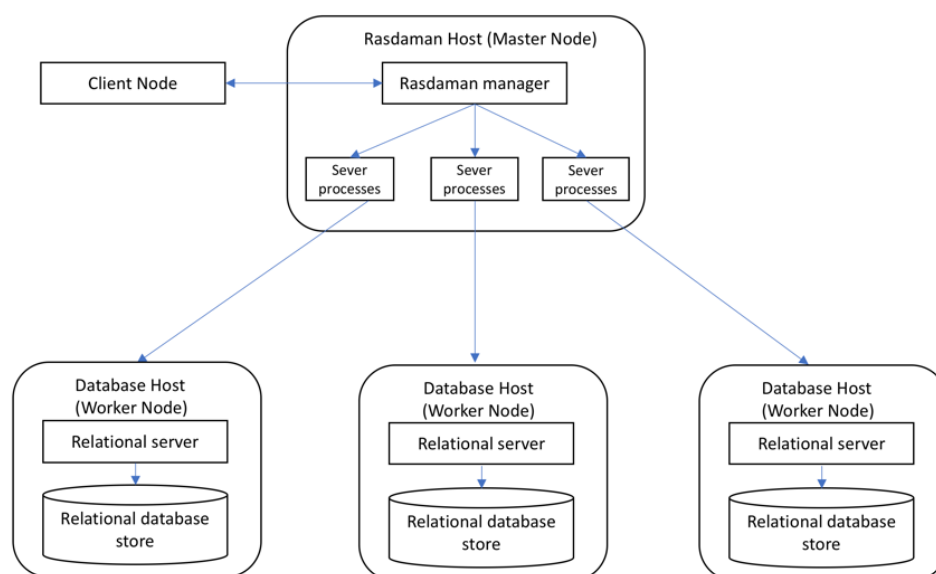 Rasdaman Host (Master Node)
Client Node
Rasdaman manager
Sever
processes
Sever
processes
Sever
processes
Database Host
(Worker Node)
Relational server
Relational database
store
Database Host
(Worker Node)
Relational server
Relational database
store
Database Host
(Worker Node)
Relational server
Relational database
store